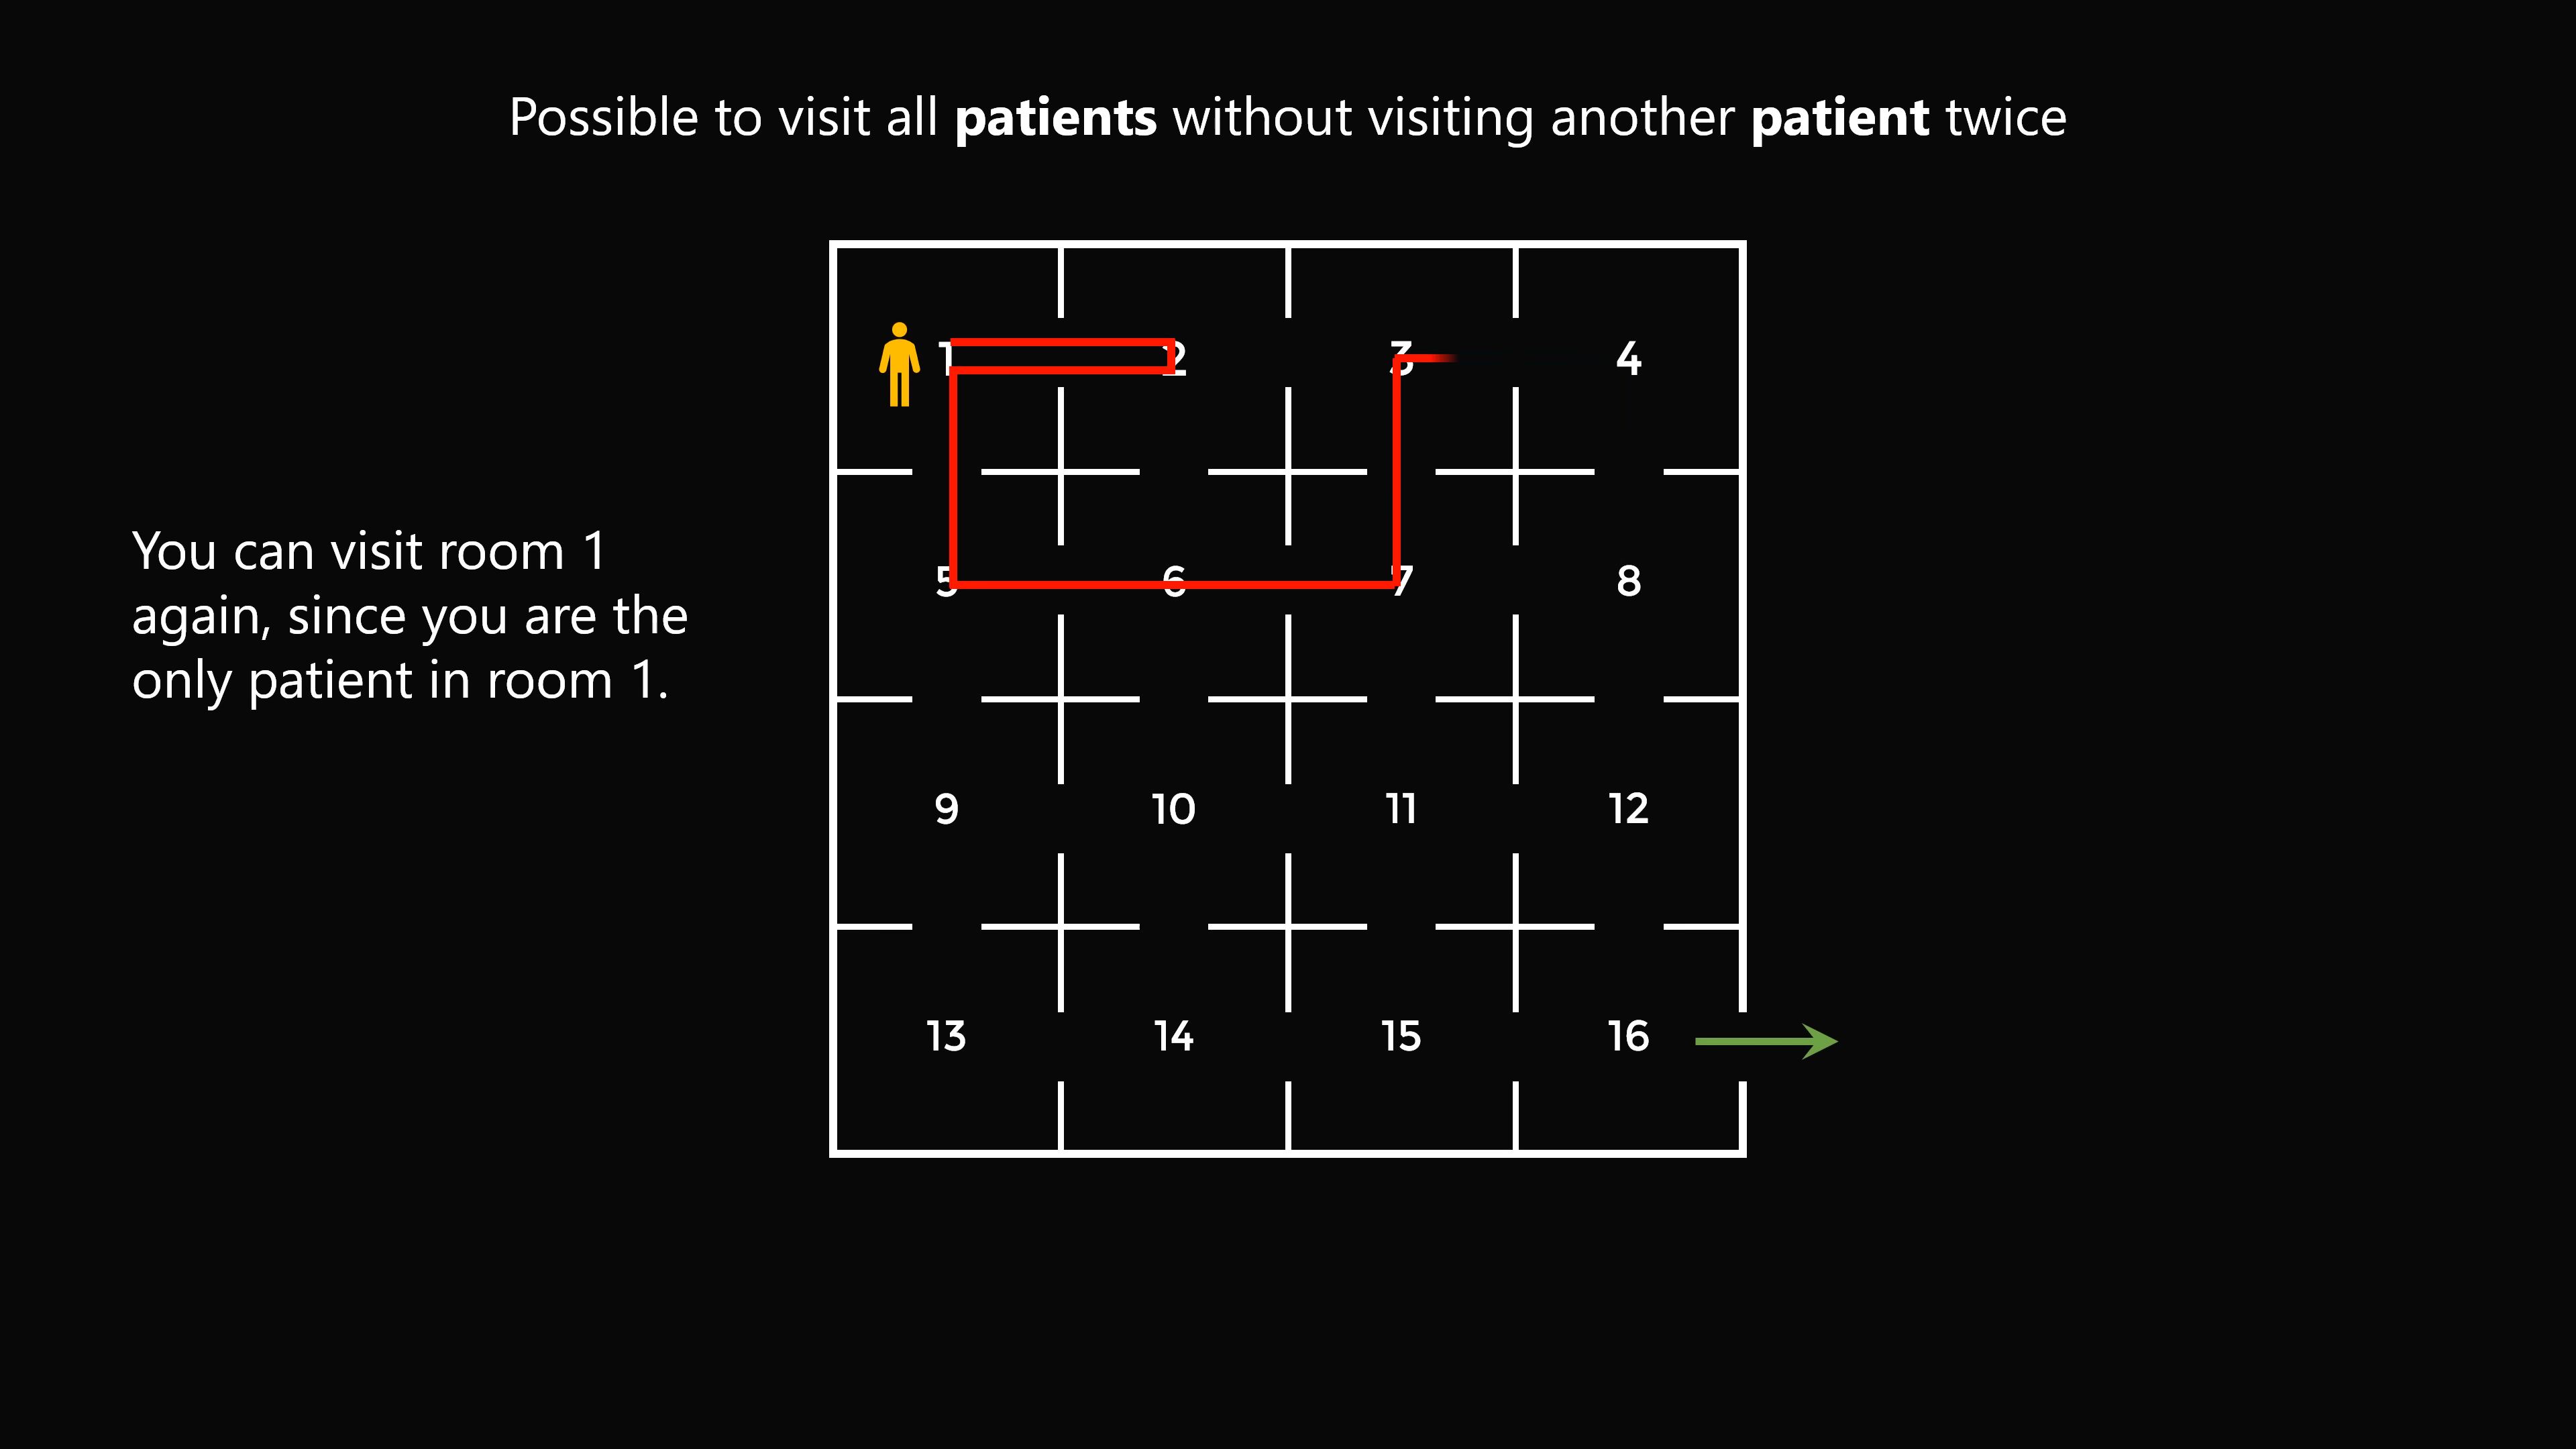 Possible to visit all patients without visiting another patient twice
You can visit room 1
again, since you are the
only patient in room 1.
1 2 3 4
5 6 7 8
9 10 11 12
13 14 15 16